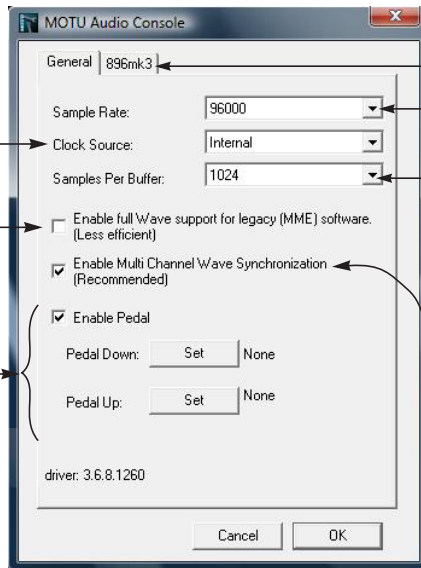 MOTU Audio Console
General 896mk3
Sample Rate: 96000
Clock Source: Internal
Samples Per Buffer: 1024
Enable full Wave support for legacy (MME) software.
(Less efficient)
Enable Multi Channel Wave Synchronization
(Recommended)
Enable Pedal
Pedal Down: Set None
Pedal Up: Set None
driver: 3.6.8.1260
Cancel OK